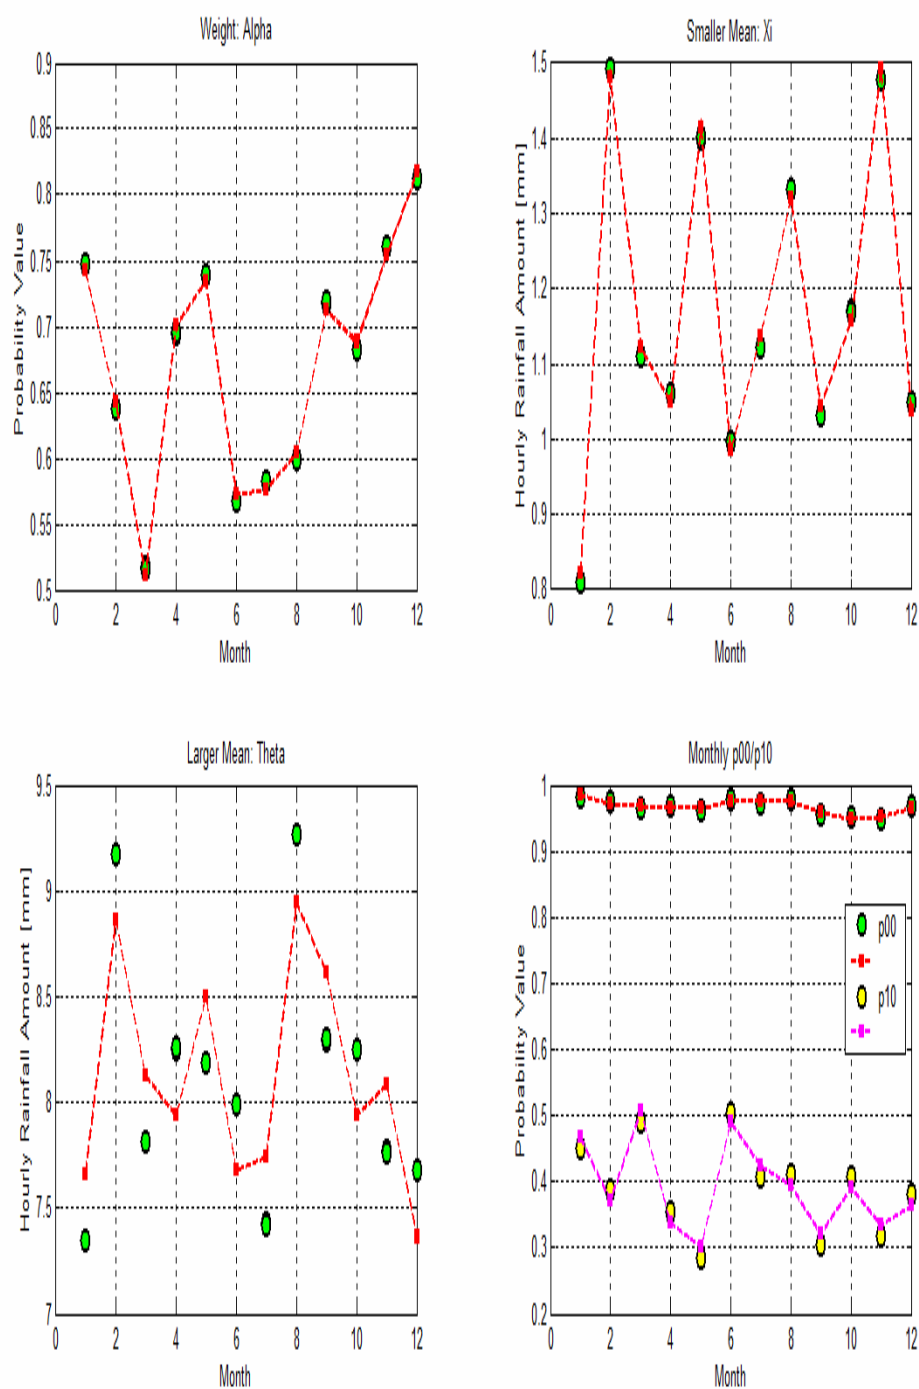 Weight: Alpha
0.9
0.85
0.8
0.75
0.7
0.65
0.6
0.55
0.5
Probability Value
0 2 4 6 8 10 12
Month
Smaller Mean: Xi
1.5
1.4
1.3
1.2
1.1
1
0.9
0.8
Hourly Rainfall Amount [mm]
0 2 4 6 8 10 12
Month
Larger Mean: Theta
9.5
9
8.5
8
7.5
7
Hourly Rainfall Amount [mm]
0 2 4 6 8 10 12
Month
Monthly p00/p10
1
0.9
0.8
0.7
0.6
0.5
0.4
0.3
0.2
Probability Value
p00
p10
0 2 4 6 8 10 12
Month